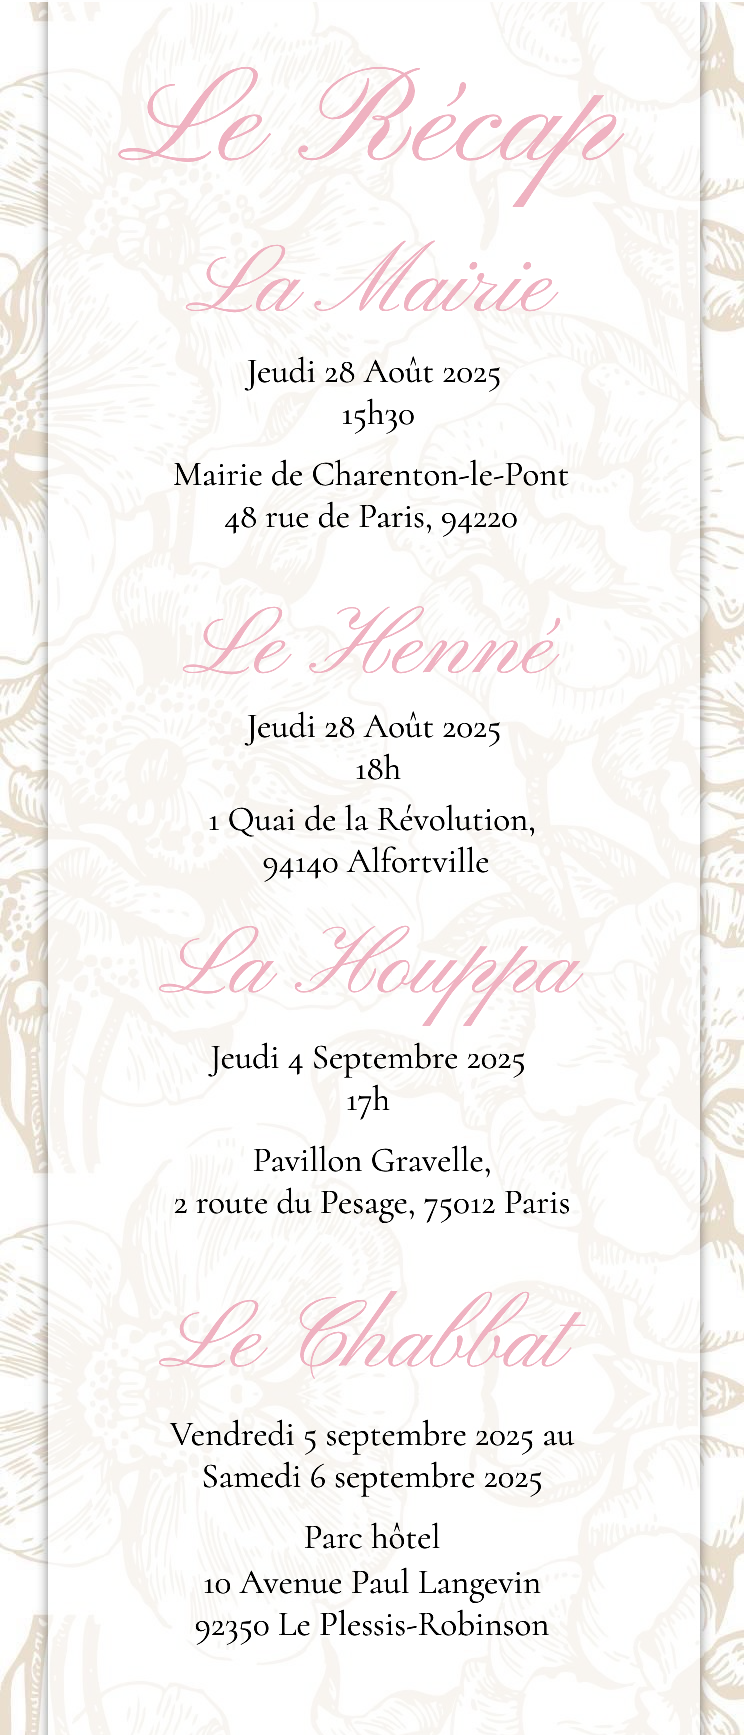 Le Récap
La Mairie
Jeudi 28 Août 2025
15h30
Mairie de Charenton-le-Pont
48 rue de Paris, 94220
Le Henné
Jeudi 28 Août 2025
18h
1 Quai de la Révolution,
94140 Alfortville
La Houppa
Jeudi 4 Septembre 2025
17h
Pavillon Gravelle,
2 route du Pesage, 75012 Paris
Le Chabbat
Vendredi 5 septembre 2025 au
Samedi 6 septembre 2025
Parc hôtel
10 Avenue Paul Langevin
92350 Le Plessis-Robinson